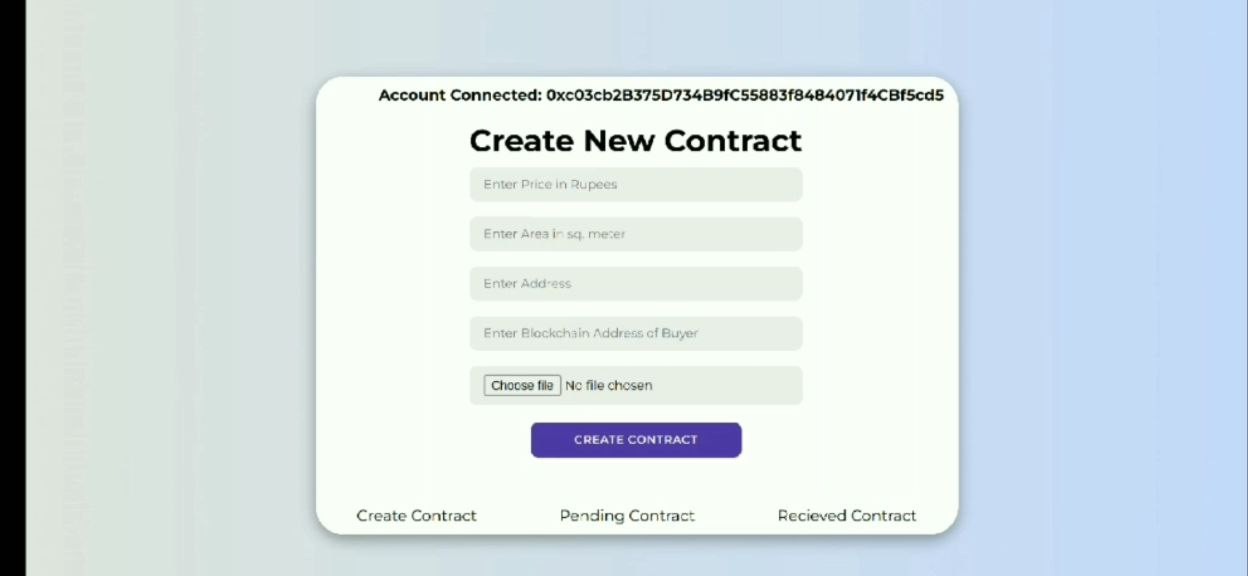 Account Connected: 0xc03cb2B375D734B9fC55883f8484071f4CBf5cd5
Create New Contract
Enter Price in Rupees
Enter Area in sq. meter
Enter Address
Enter Blockchain Address of Buyer
Choose file No file chosen
CREATE CONTRACT
Create Contract Pending Contract Recieved Contract